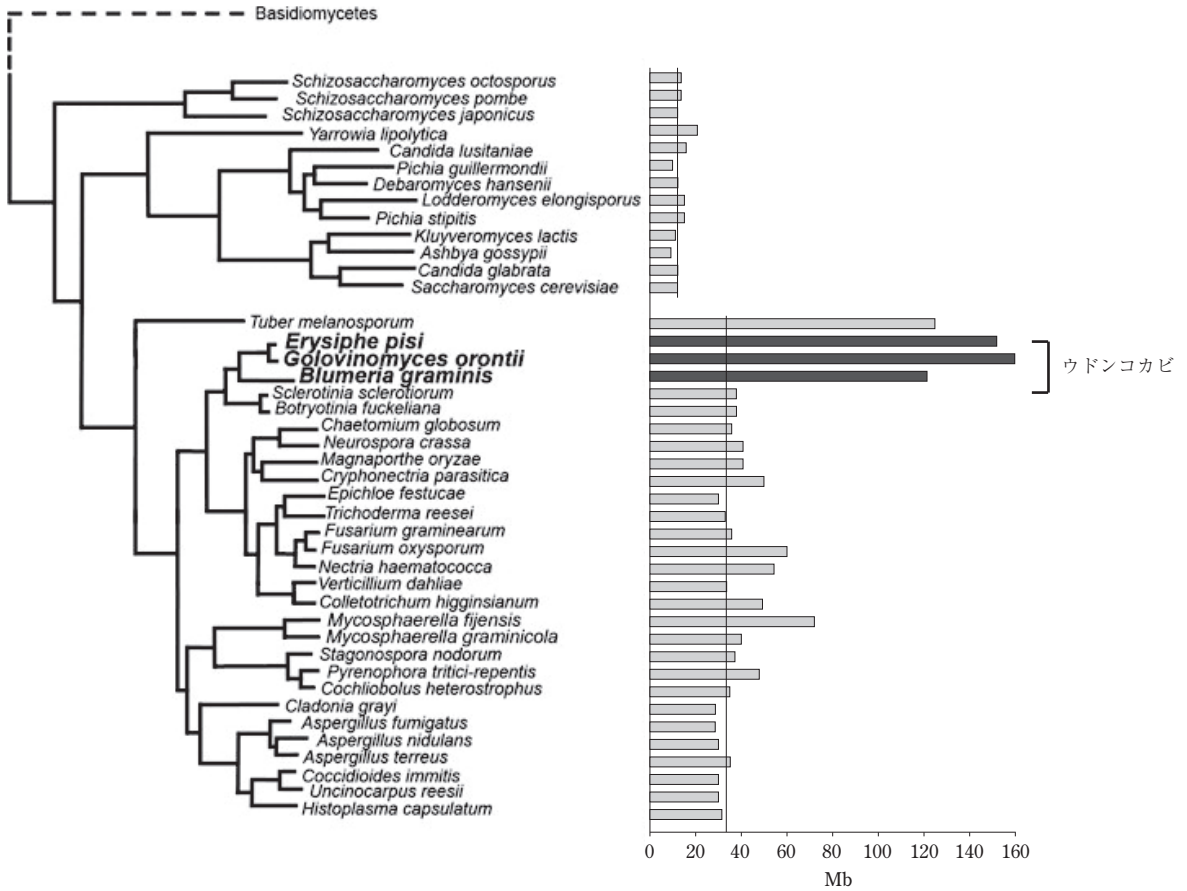 Basidiomycetes
Schizosaccharomyces octosporus
Schizosaccharomyces pombe
Schizosaccharomyces japonicus
Yarrowia lipolytica
Candida lusitaniae
Pichia guillermondii
Debaromyces hansenii
Lodderomyces elongisporus
Pichia stipitis
Kluyveromyces lactis
Ashbya gossypii
Candida glabrata
Saccharomyces cerevisiae
Tuber melanosporum
Erysiphe pisi
Golovinomyces orontii
Blumeria graminis
ウドンコカビ
Sclerotinia sclerotiorum
Botryotinia fuckeliana
Chaetomium globosum
Neurospora crassa
Magnaporthe oryzae
Cryphonectria parasitica
Epichloe festucae
Trichoderma reesei
Fusarium graminearum
Fusarium oxysporum
Nectria haematococca
Verticillium dahliae
Colletotrichum higginsianum
Mycosphaerella fijensis
Mycosphaerella graminicola
Stagonospora nodorum
Pyrenophora tritici-repentis
Cochliobolus heterostrophus
Cladonia grayi
Aspergillus fumigatus
Aspergillus nidulans
Aspergillus terreus
Coccidioides immitis
Uncinocarpus reesii
Histoplasma capsulatum
0 20 40 60 80 100 120 140 160
Mb